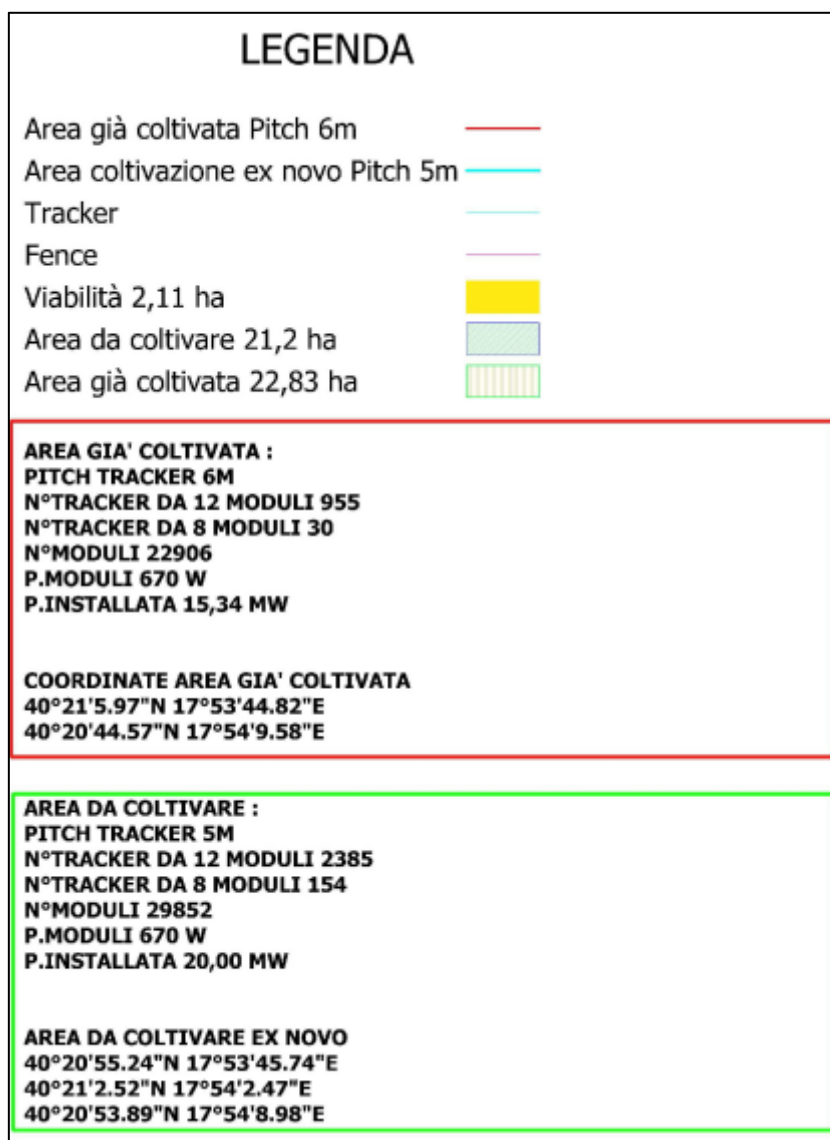 LEGENDA
Area già coltivata Pitch 6m
Area coltivazione ex novo Pitch 5m
Tracker
Fence
Viabilità 2,11 ha
Area da coltivare 21,2 ha
Area già coltivata 22,83 ha
AREA GIA' COLTIVATA :
PITCH TRACKER 6M
N°TRACKER DA 12 MODULI 955
N°TRACKER DA 8 MODULI 30
N°MODULI 22906
P.MODULI 670 W
P.INSTALLATA 15,34 MW
COORDINATE AREA GIA' COLTIVATA
40°21'5.97"N 17°53'44.82"E
40°20'44.57"N 17°54'9.58"E
AREA DA COLTIVARE :
PITCH TRACKER 5M
N°TRACKER DA 12 MODULI 2385
N°TRACKER DA 8 MODULI 154
N°MODULI 29852
P.MODULI 670 W
P.INSTALLATA 20,00 MW
AREA DA COLTIVARE EX NOVO
40°20'55.24"N 17°53'45.74"E
40°21'2.52"N 17°54'2.47"E
40°20'53.89"N 17°54'8.98"E